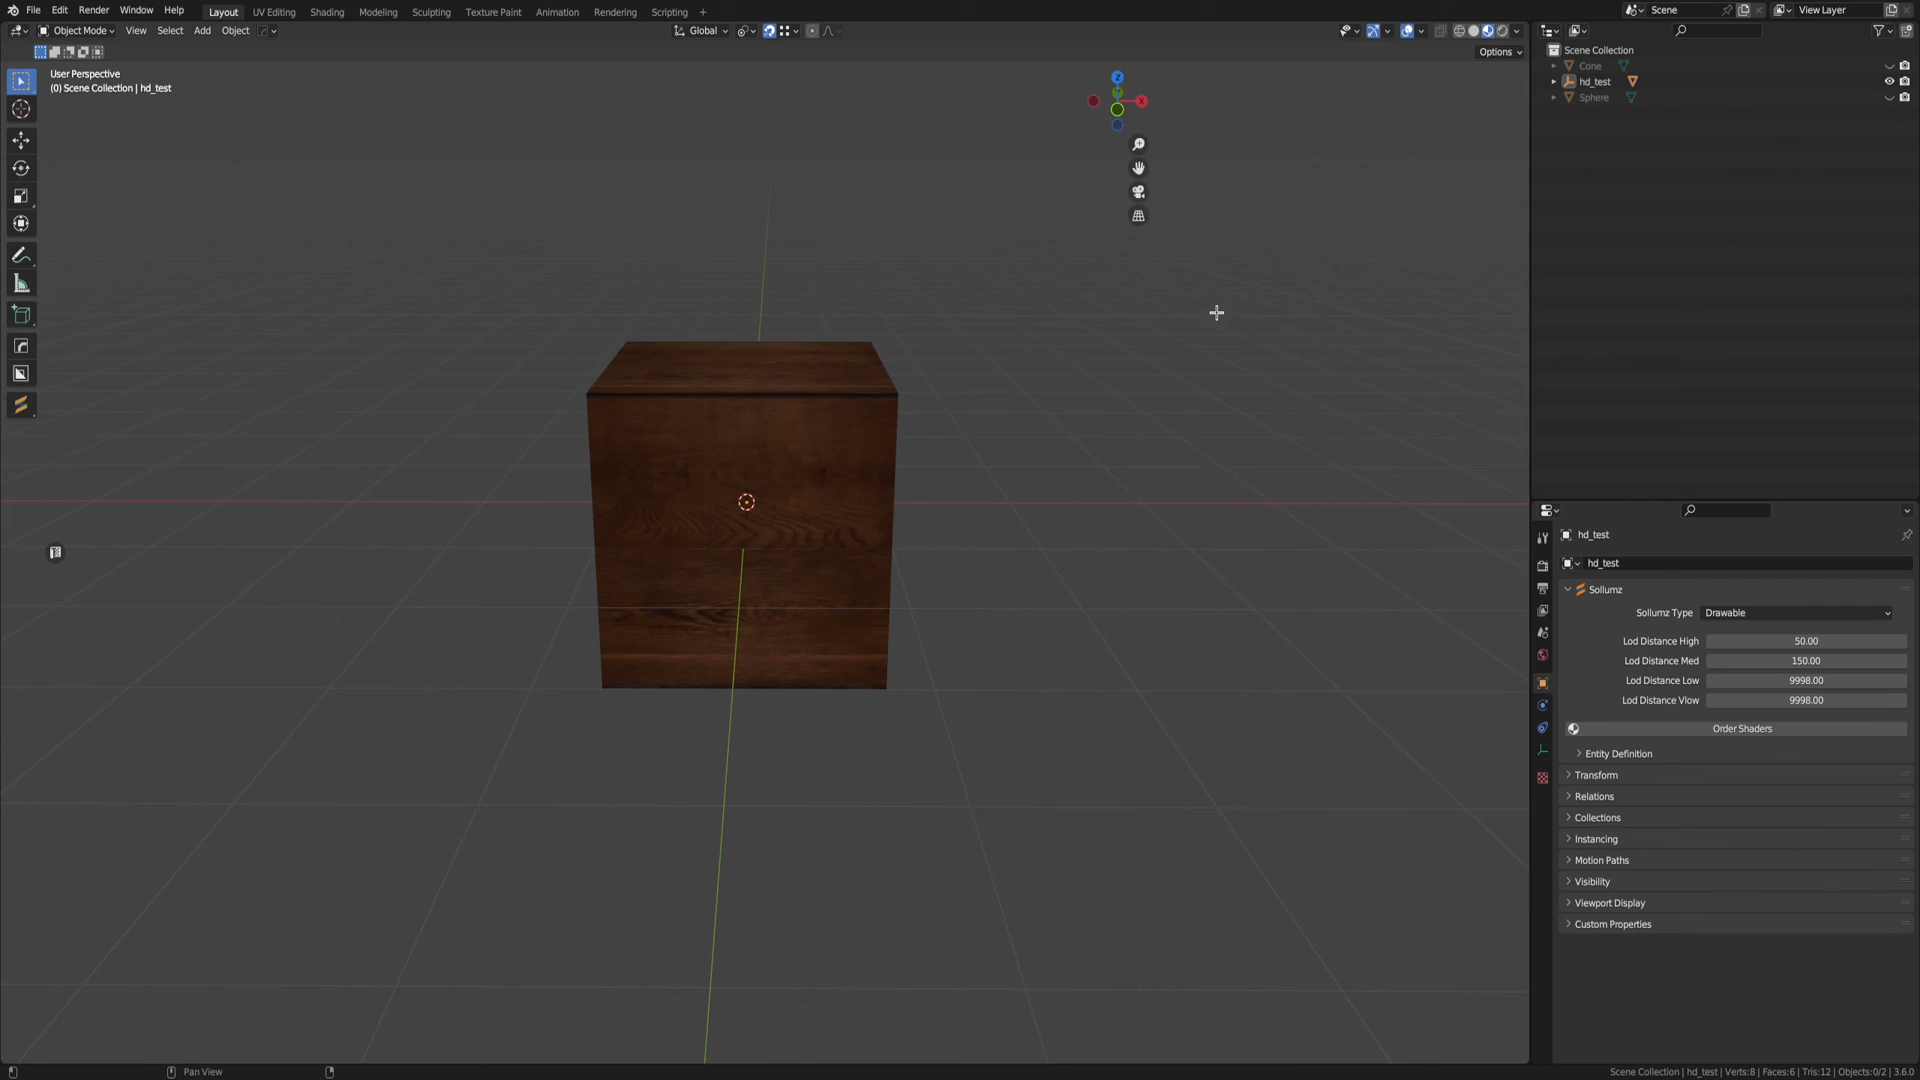 File Edit Render Window Help Layout UV Editing Shading Modeling Sculpting Texture Paint Animation Rendering Scripting +
Scene View Layer
Object Mode View Select Add Object Global
Options
User Perspective
(0) Scene Collection | hd_test
Z
Y
X
Scene Collection
Cone
hd_test
Sphere
hd_test
hd_test
Sollumz
Sollumz Type Drawable
Lod Distance High 50.00
Lod Distance Med 150.00
Lod Distance Low 9998.00
Lod Distance Vlow 9998.00
Order Shaders
Entity Definition
Transform
Relations
Collections
Instancing
Motion Paths
Visibility
Viewport Display
Custom Properties
Pan View
Scene Collection | hd_test | Verts:8 | Faces:6 | Tris:12 | Objects:0/2 | 3.6.0